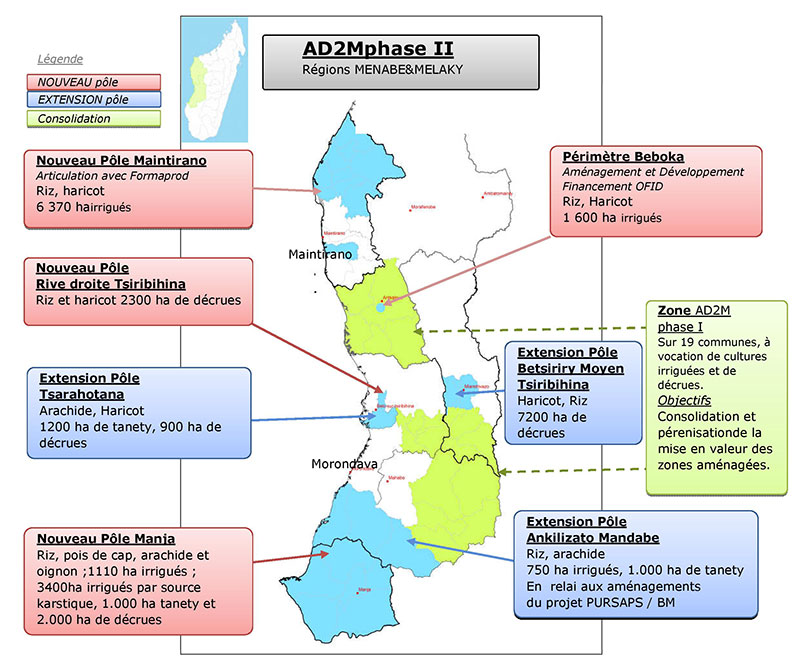 AD2Mphase II
Régions MENABE&MELAKY
Légende
NOUVEAU pôle
EXTENSION pôle
Consolidation
Nouveau Pôle Maintirano
Articulation avec Formaprod
Riz, haricot
6 370 hairrigués
Périmètre Beboka
Aménagement et Développement
Financement OFID
Riz, Haricot
1 600 ha irrigués
Ambatomainty
Morafenobe
Maintirano
Maintirano
Nouveau Pôle
Rive droite Tsiribihina
Riz et haricot 2300 ha de décrues
Zone AD2M
phase I
Sur 19 communes, à
vocation de cultures
irriguées et de
décrues.
Objectifs
Consolidation et
pérenisationde la
mise en valeur des
zones aménagées.
Extension Pôle
Betsiriry Moyen
Tsiribihina
Haricot, Riz
7200 ha de
décrues
Miandrivazo
Extension Pôle
Tsarahotana
Arachide, Haricot
1200 ha de tanety, 900 ha de
décrues
Morondava
Mahabo
Nouveau Pôle Manja
Riz, pois de cap, arachide et
oignon ;1110 ha irrigués ;
3400ha irrigués par source
karstique, 1.000 ha tanety et
2.000 ha de décrues
Manja
Extension Pôle
Ankilizato Mandabe
Riz, arachide
750 ha irrigués, 1.000 ha de tanety
En relai aux aménagements
du projet PURSAPS / BM